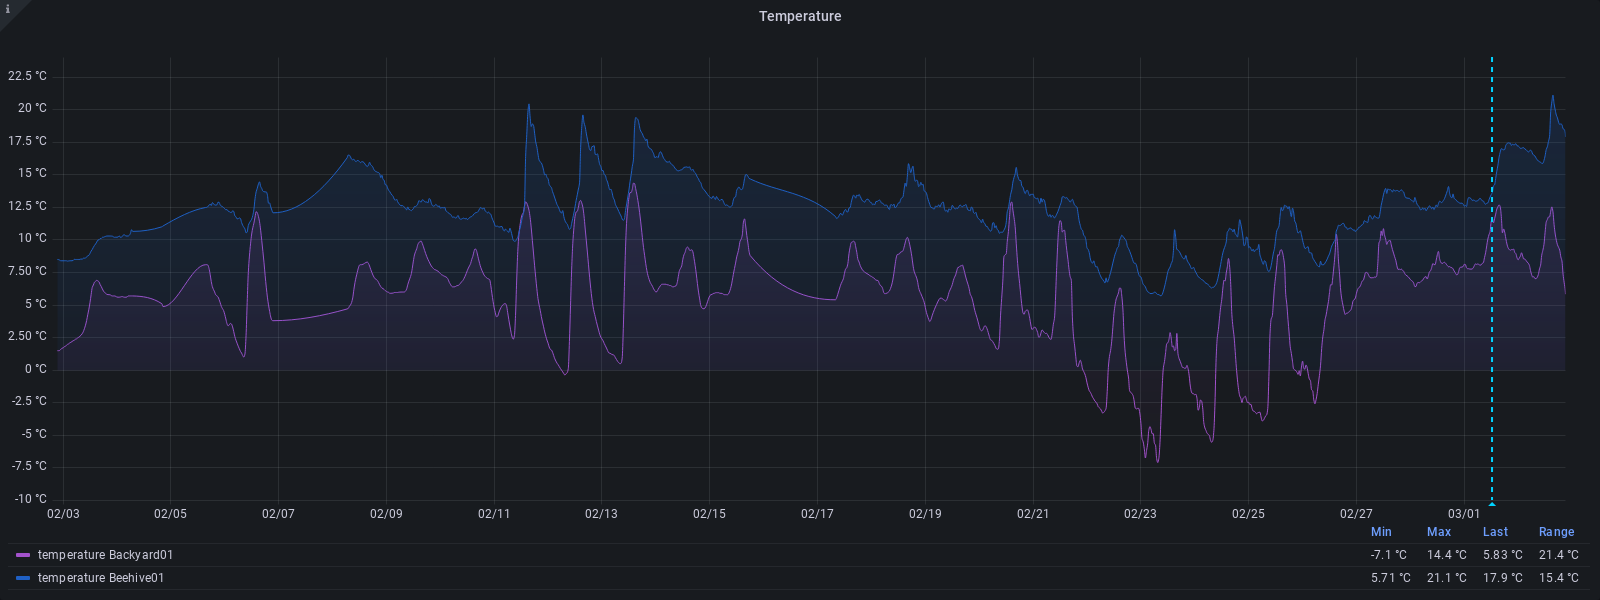 i
Temperature
22.5 °C
20 °C
17.5 °C
15 °C
12.5 °C
10 °C
7.50 °C
5 °C
2.50 °C
0 °C
-2.5 °C
-5 °C
-7.5 °C
-10 °C
02/03 02/05 02/07 02/09 02/11 02/13 02/15 02/17 02/19 02/21 02/23 02/25 02/27 03/01
Min Max Last Range
temperature Backyard01 -7.1 °C 14.4 °C 5.83 °C 21.4 °C
temperature Beehive01 5.71 °C 21.1 °C 17.9 °C 15.4 °C